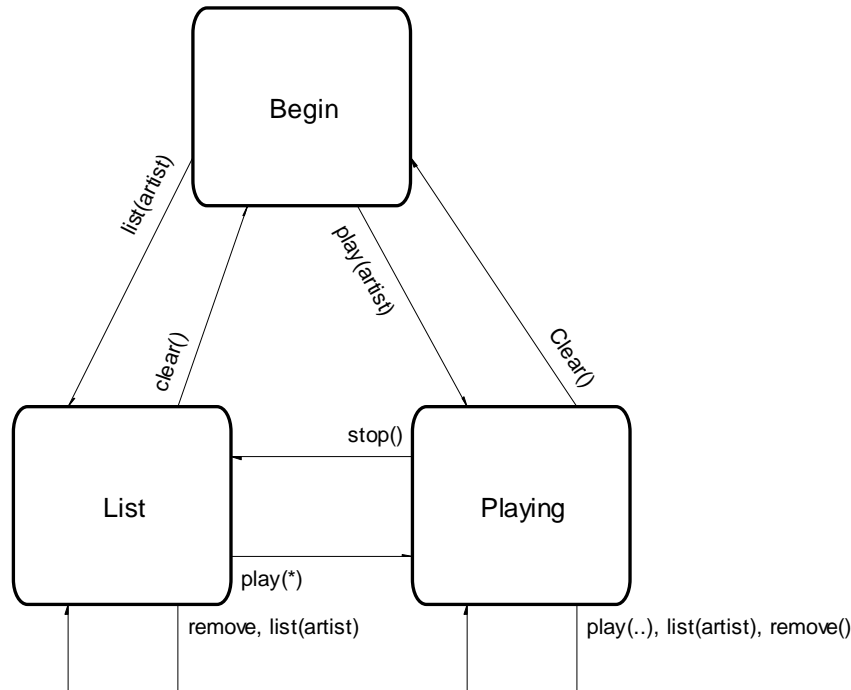 Begin
list(artist)
clear()
play(artist)
Clear()
stop()
List
Playing
play(*)
remove, list(artist)
play(..), list(artist), remove()